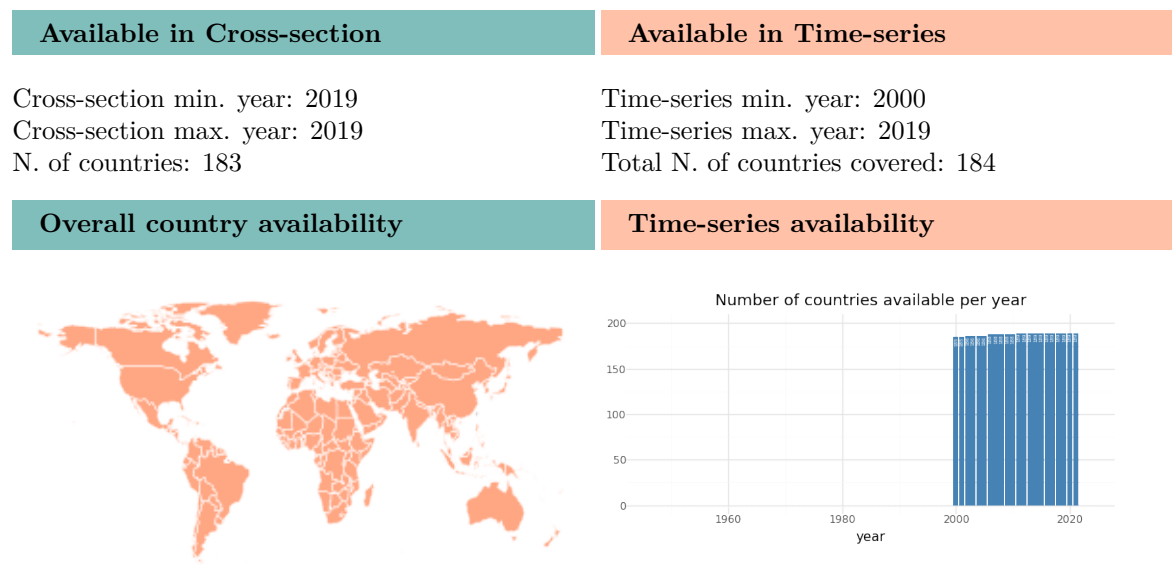 Available in Cross-section
Cross-section min. year: 2019
Cross-section max. year: 2019
N. of countries: 183
Available in Time-series
Time-series min. year: 2000
Time-series max. year: 2019
Total N. of countries covered: 184
Overall country availability
Time-series availability
Number of countries available per year
200
150
100
50
0
1960 1980 2000 2020
year